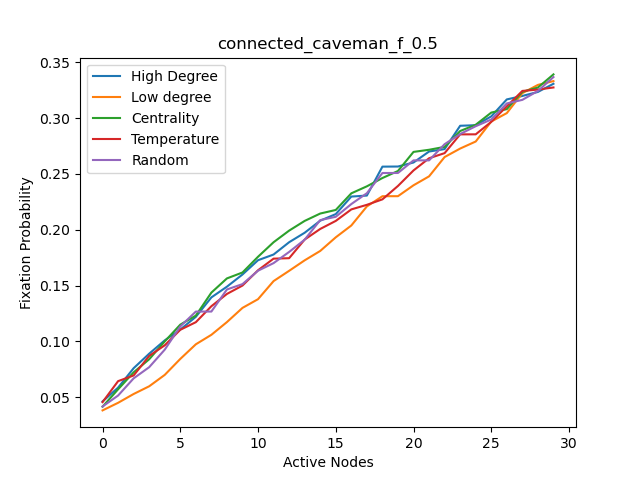 connected_caveman_f_0.5
Fixation Probability
0.35
0.30
0.25
0.20
0.15
0.10
0.05
High Degree
Low degree
Centrality
Temperature
Random
0 5 10 15 20 25 30
Active Nodes